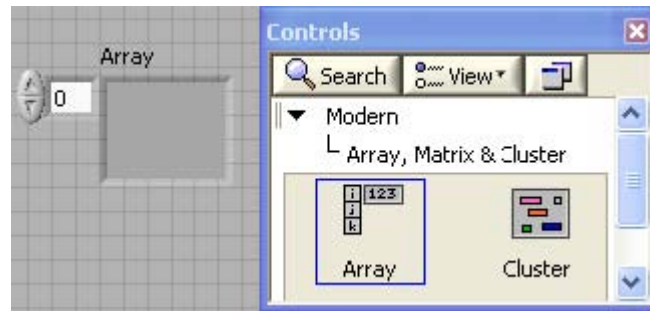 Array
0
Controls
Search View
Modern
Array, Matrix & Cluster
i 123
j
k
Array Cluster